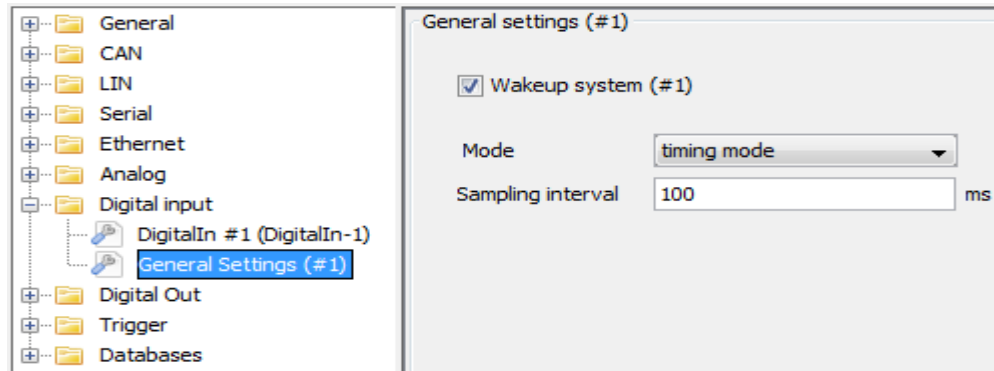 General
CAN
LIN
Serial
Ethernet
Analog
Digital input
DigitalIn #1 (DigitalIn-1)
General Settings (#1)
Digital Out
Trigger
Databases
General settings (#1)
Wakeup system (#1)
Mode timing mode
Sampling interval 100 ms